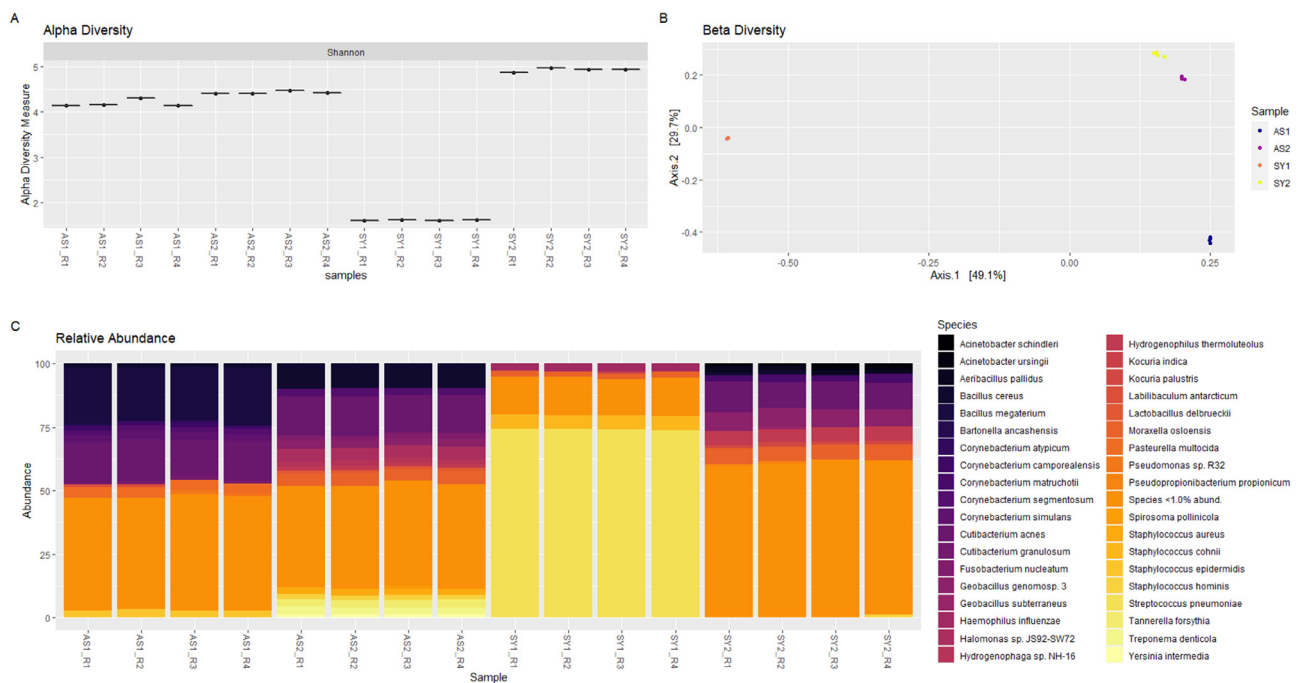 A
Alpha Diversity
Shannon
5
4
3
2
Alpha Diversity Measure
AS1_R1
AS1_R2
AS1_R3
AS1_R4
AS2_R1
AS2_R2
AS2_R3
AS2_R4
SY1_R1
SY1_R2
SY1_R3
SY1_R4
SY2_R1
SY2_R2
SY2_R3
SY2_R4
samples
B
Beta Diversity
0.2
0.0
-0.2
-0.4
Axis.2 [29.7%]
-0.50
-0.25
0.00
0.25
Axis.1 [49.1%]
Sample
AS1
AS2
SY1
SY2
C
Relative Abundance
100
75
50
25
0
Abundance
AS1_R1
AS1_R2
AS1_R3
AS1_R4
AS2_R1
AS2_R2
AS2_R3
AS2_R4
SY1_R1
SY1_R2
SY1_R3
SY1_R4
SY2_R1
SY2_R2
SY2_R3
SY2_R4
Sample
Species
Acinetobacter schindleri
Acinetobacter ursingii
Aeribacillus pallidus
Bacillus cereus
Bacillus megaterium
Bartonella ancashensis
Corynebacterium atypicum
Corynebacterium camporealensis
Corynebacterium matruchotii
Corynebacterium segmentosum
Corynebacterium simulans
Cutibacterium acnes
Cutibacterium granulosum
Fusobacterium nucleatum
Geobacillus genomosp. 3
Geobacillus subterraneus
Haemophilus influenzae
Halomonas sp. JS92-SW72
Hydrogenophaga sp. NH-16
Hydrogenophilus thermoluteolus
Kocuria indica
Kocuria palustris
Labilibaculum antarcticum
Lactobacillus delbrueckii
Moraxella osloensis
Pasteurella multocida
Pseudomonas sp. R32
Pseudopropionibacterium propionicum
Species <1.0% abund.
Spirosoma pollinicola
Staphylococcus aureus
Staphylococcus cohnii
Staphylococcus epidermidis
Staphylococcus hominis
Streptococcus pneumoniae
Tannerella forsythia
Treponema denticola
Yersinia intermedia